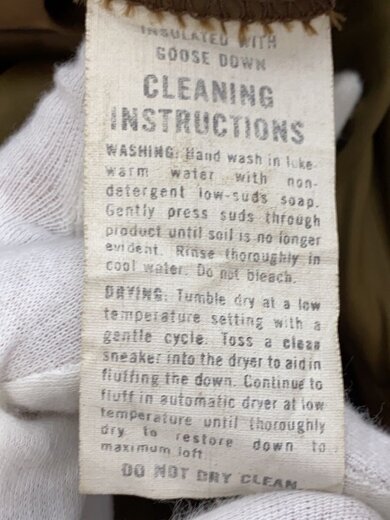 INSULATED WITH
GOOSE DOWN
CLEANING
INSTRUCTIONS
WASHING: Hand wash in luke-
warm water with non-
detergent low-suds soap.
Gently press suds through
product until soil is no longer
evident. Rinse thoroughly in
cool water. Do not bleach.
DRYING: Tumble dry at a low
temperature setting with a
gentle cycle. Toss a clean
sneaker into the dryer to aid in
fluffing the down. Continue to
fluff in automatic dryer at low
temperature until thoroughly
dry to restore down to
maximum loft.
DO NOT DRY CLEAN